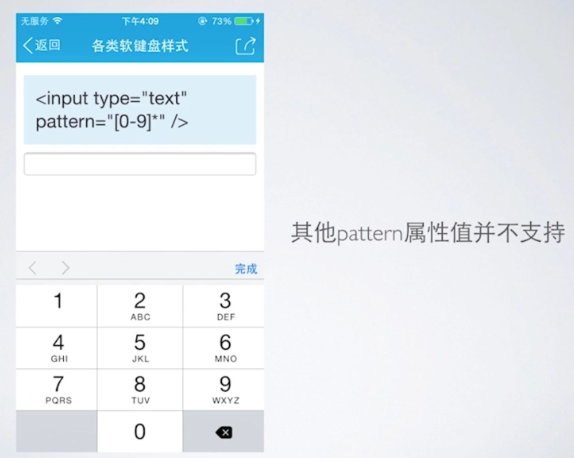 无服务 下午4:09 73%
返回 各类软键盘样式
<input type="text"
pattern="[0-9]*" />
其他pattern属性值并不支持
完成
1 2 3
ABC DEF
4 5 6
GHI JKL MNO
7 8 9
PQRS TUV WXYZ
0